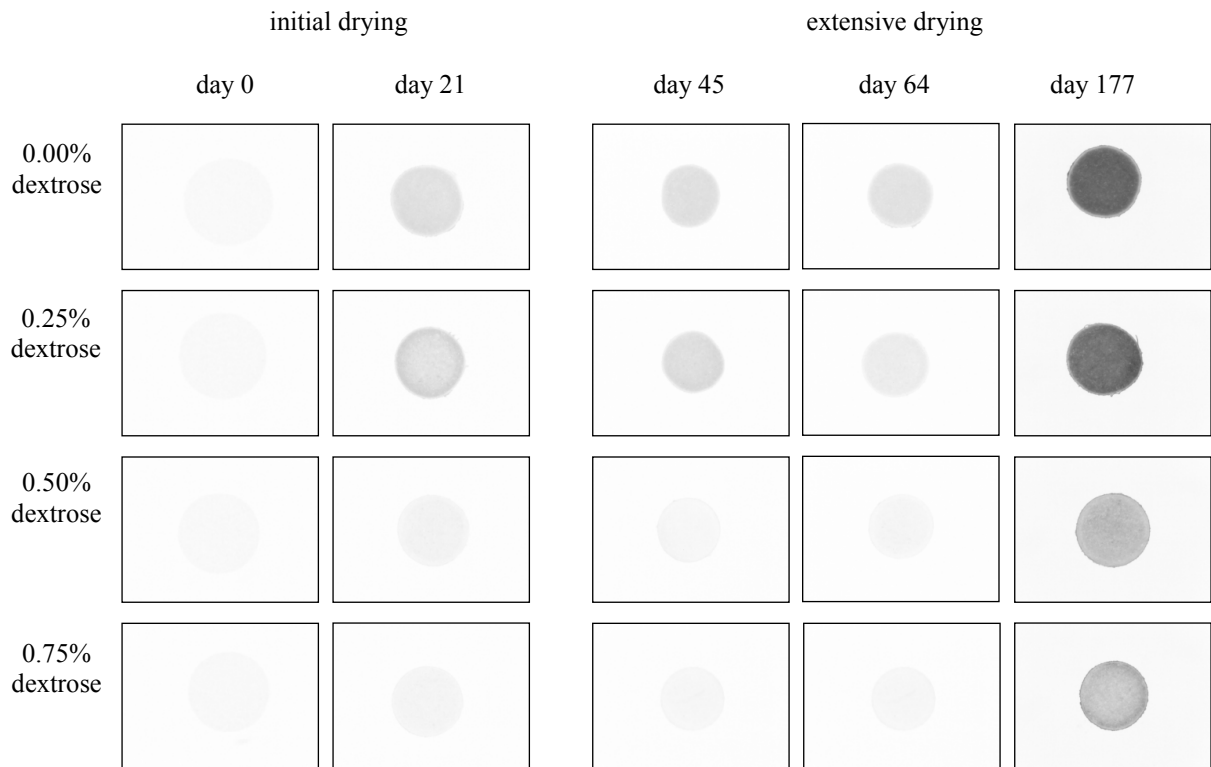 initial drying
extensive drying
day 0
day 21
day 45
day 64
day 177
0.00%
dextrose
0.25%
dextrose
0.50%
dextrose
0.75%
dextrose